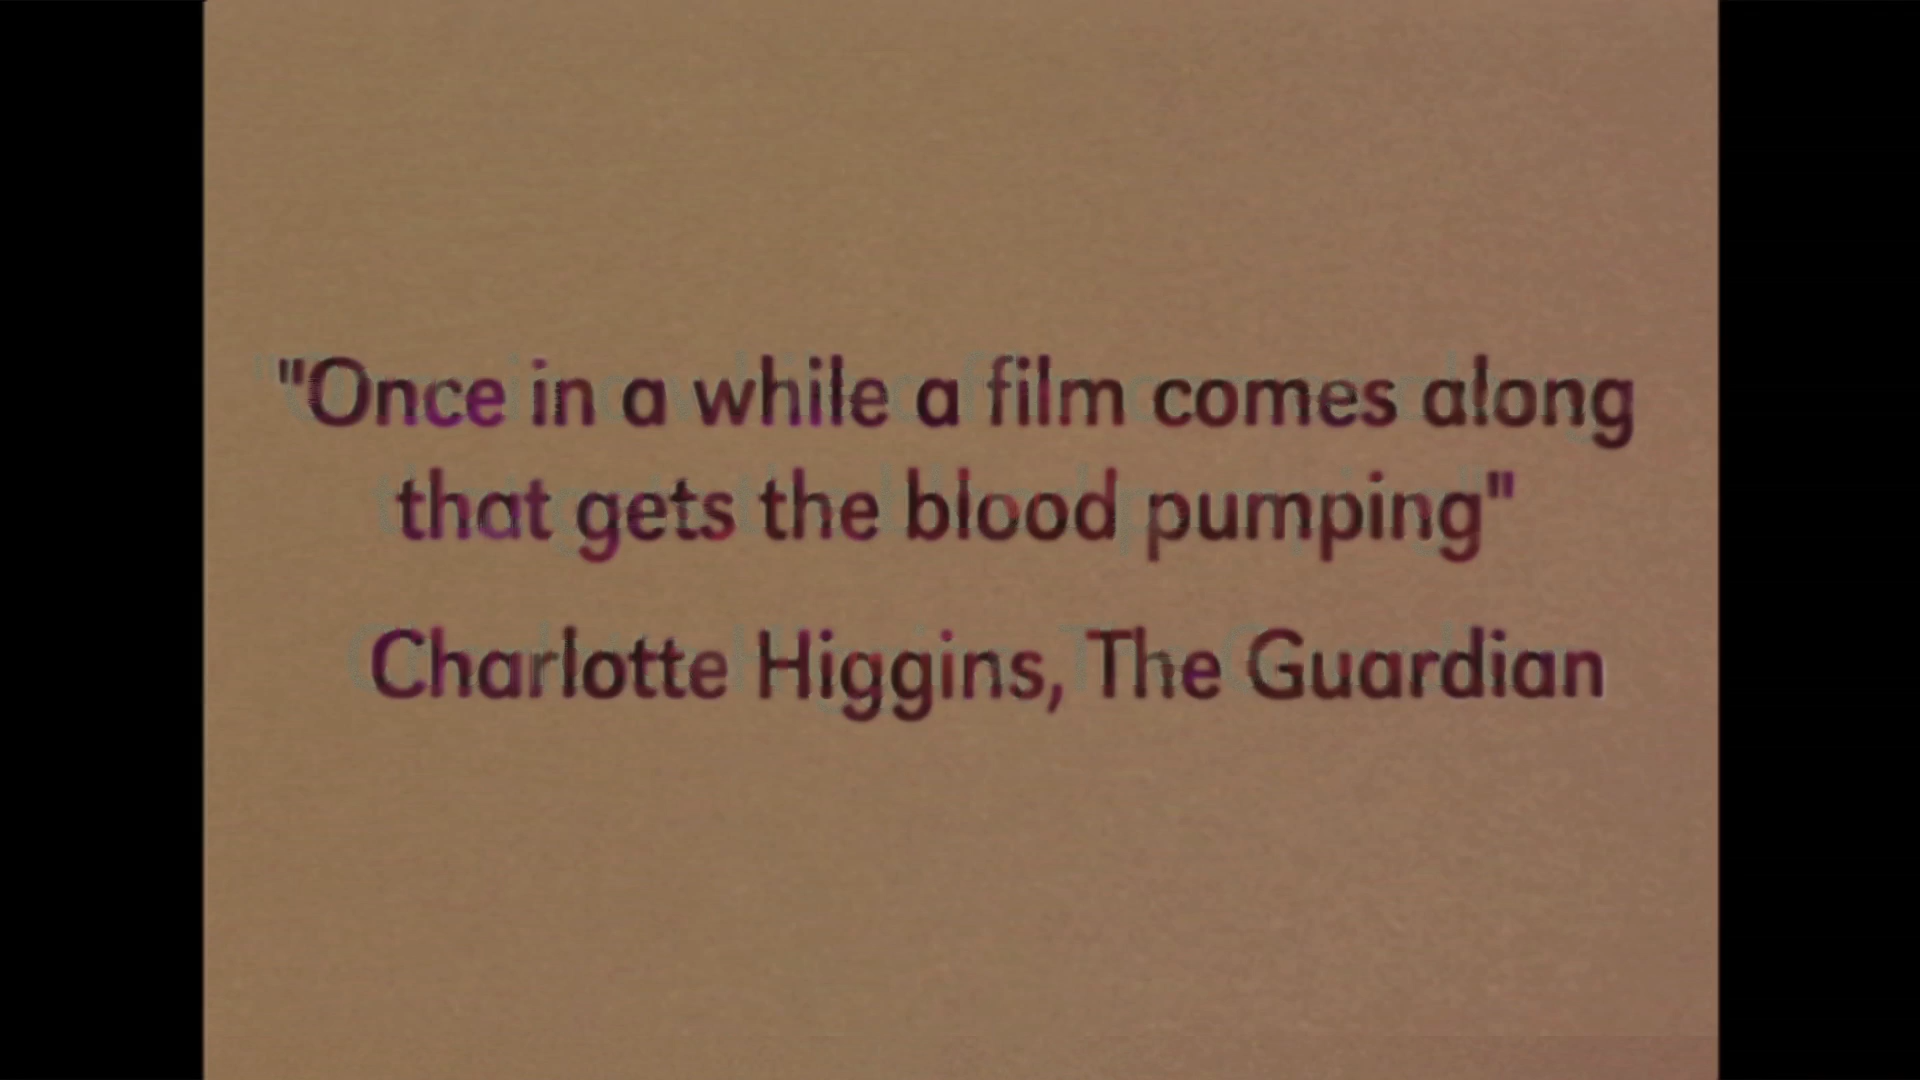 "Once in a while a film comes along
that gets the blood pumping"
Charlotte Higgins, The Guardian